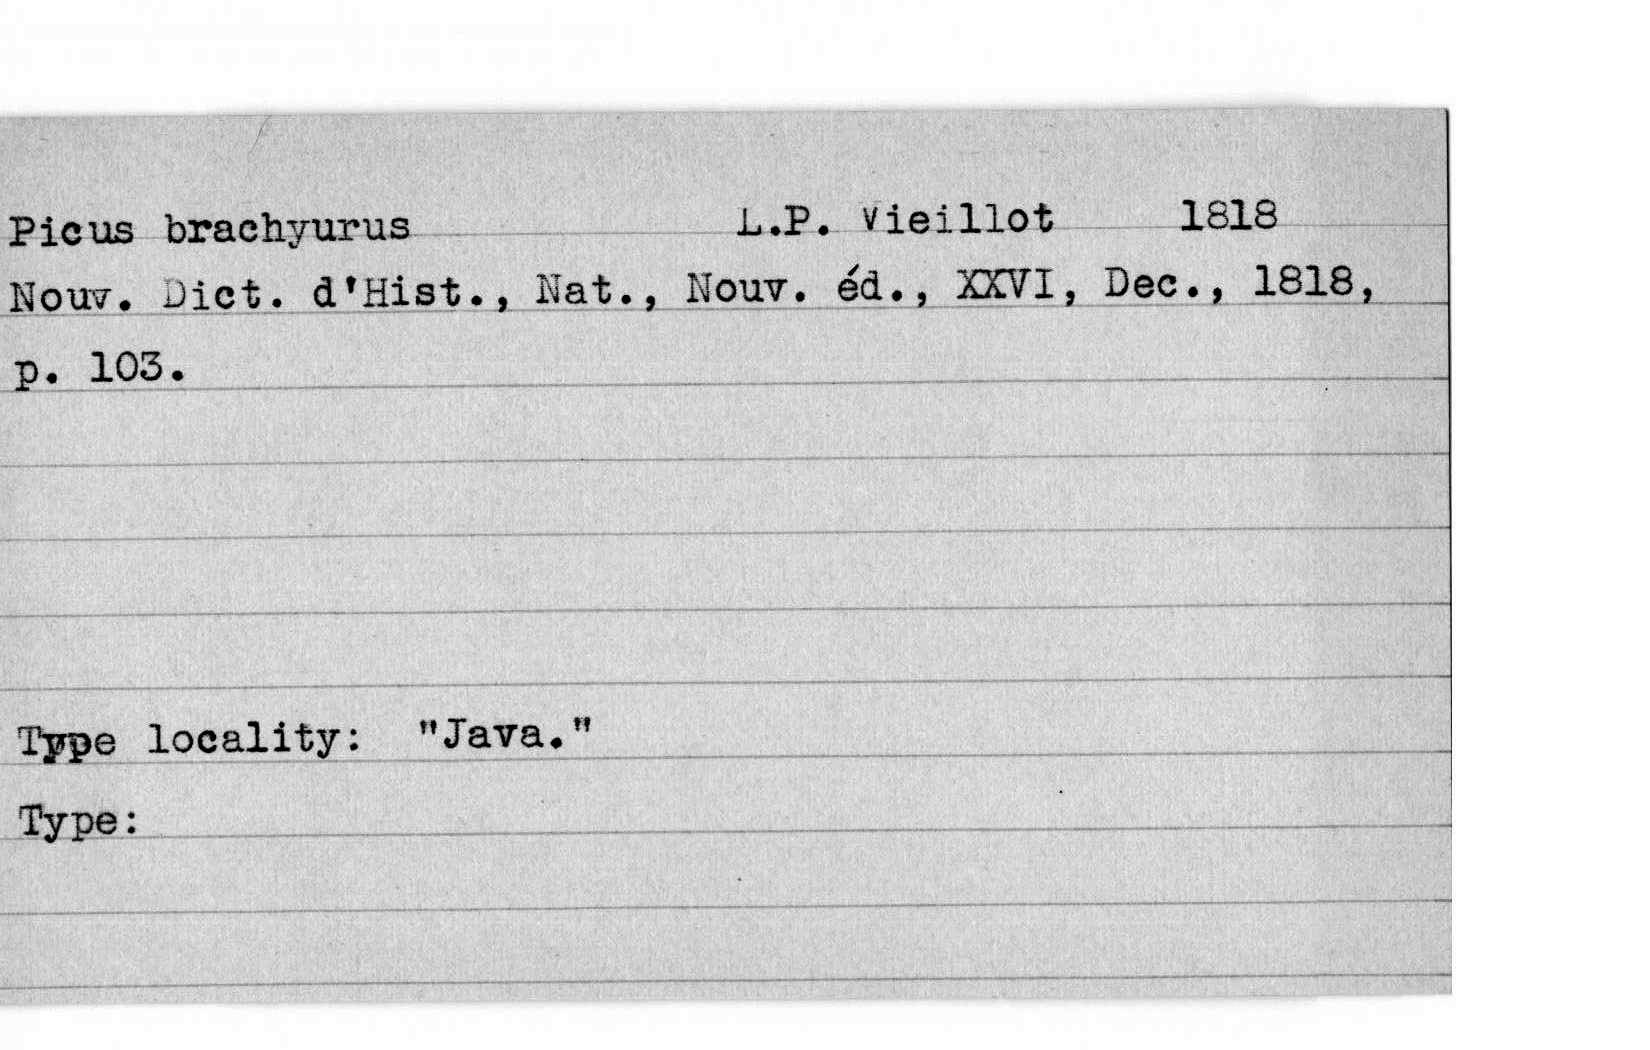 Picus brachyurus L.P. Vieillot 1818
Nouv. Dict. d'Hist., Nat., Nouv. éd., XXVI, Dec., 1818,
p. 103.
Type locality: "Java."
Type: